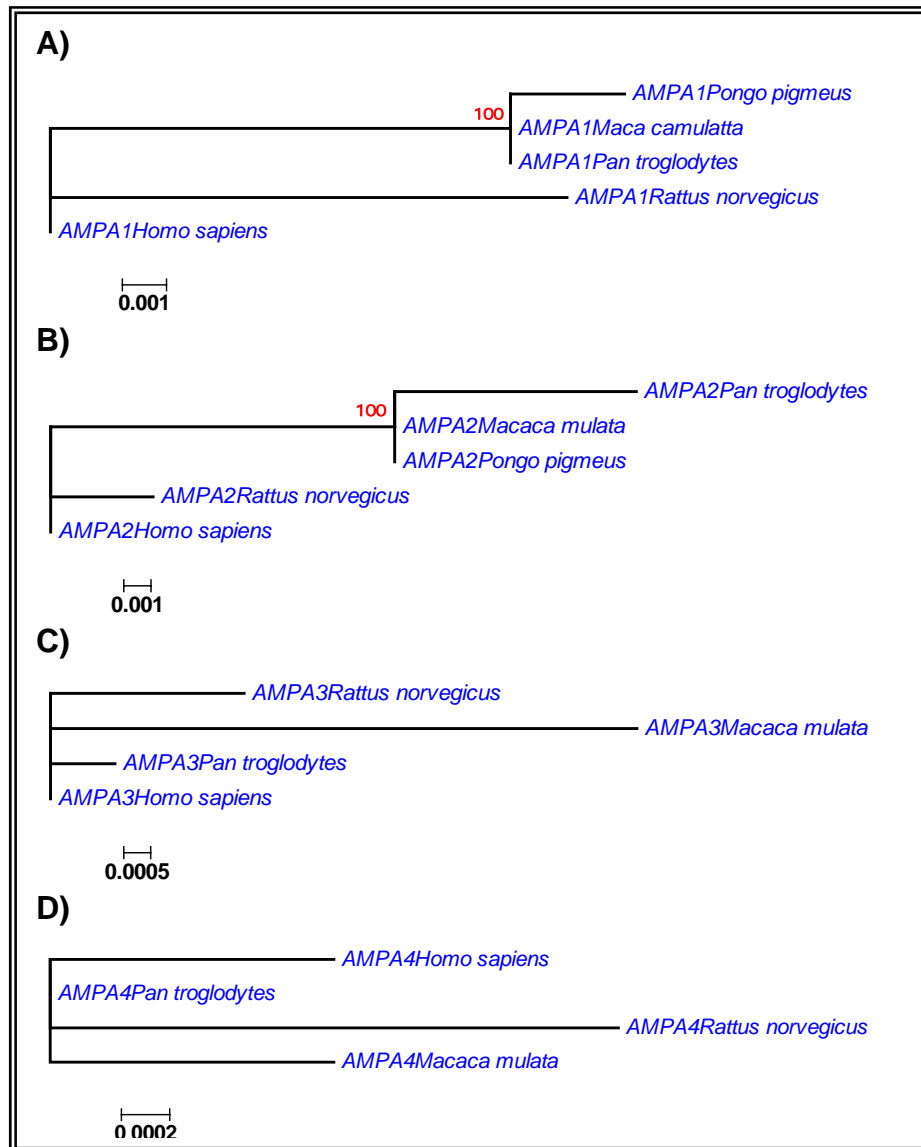 A)
AMPA1Pongo pigmeus
100
AMPA1Maca camulatta
AMPA1Pan troglodytes
AMPA1Rattus norvegicus
AMPA1Homo sapiens
0.001
B)
AMPA2Pan troglodytes
100
AMPA2Macaca mulata
AMPA2Pongo pigmeus
AMPA2Rattus norvegicus
AMPA2Homo sapiens
0.001
C)
AMPA3Rattus norvegicus
AMPA3Macaca mulata
AMPA3Pan troglodytes
AMPA3Homo sapiens
0.0005
D)
AMPA4Homo sapiens
AMPA4Pan troglodytes
AMPA4Rattus norvegicus
AMPA4Macaca mulata
0.0002